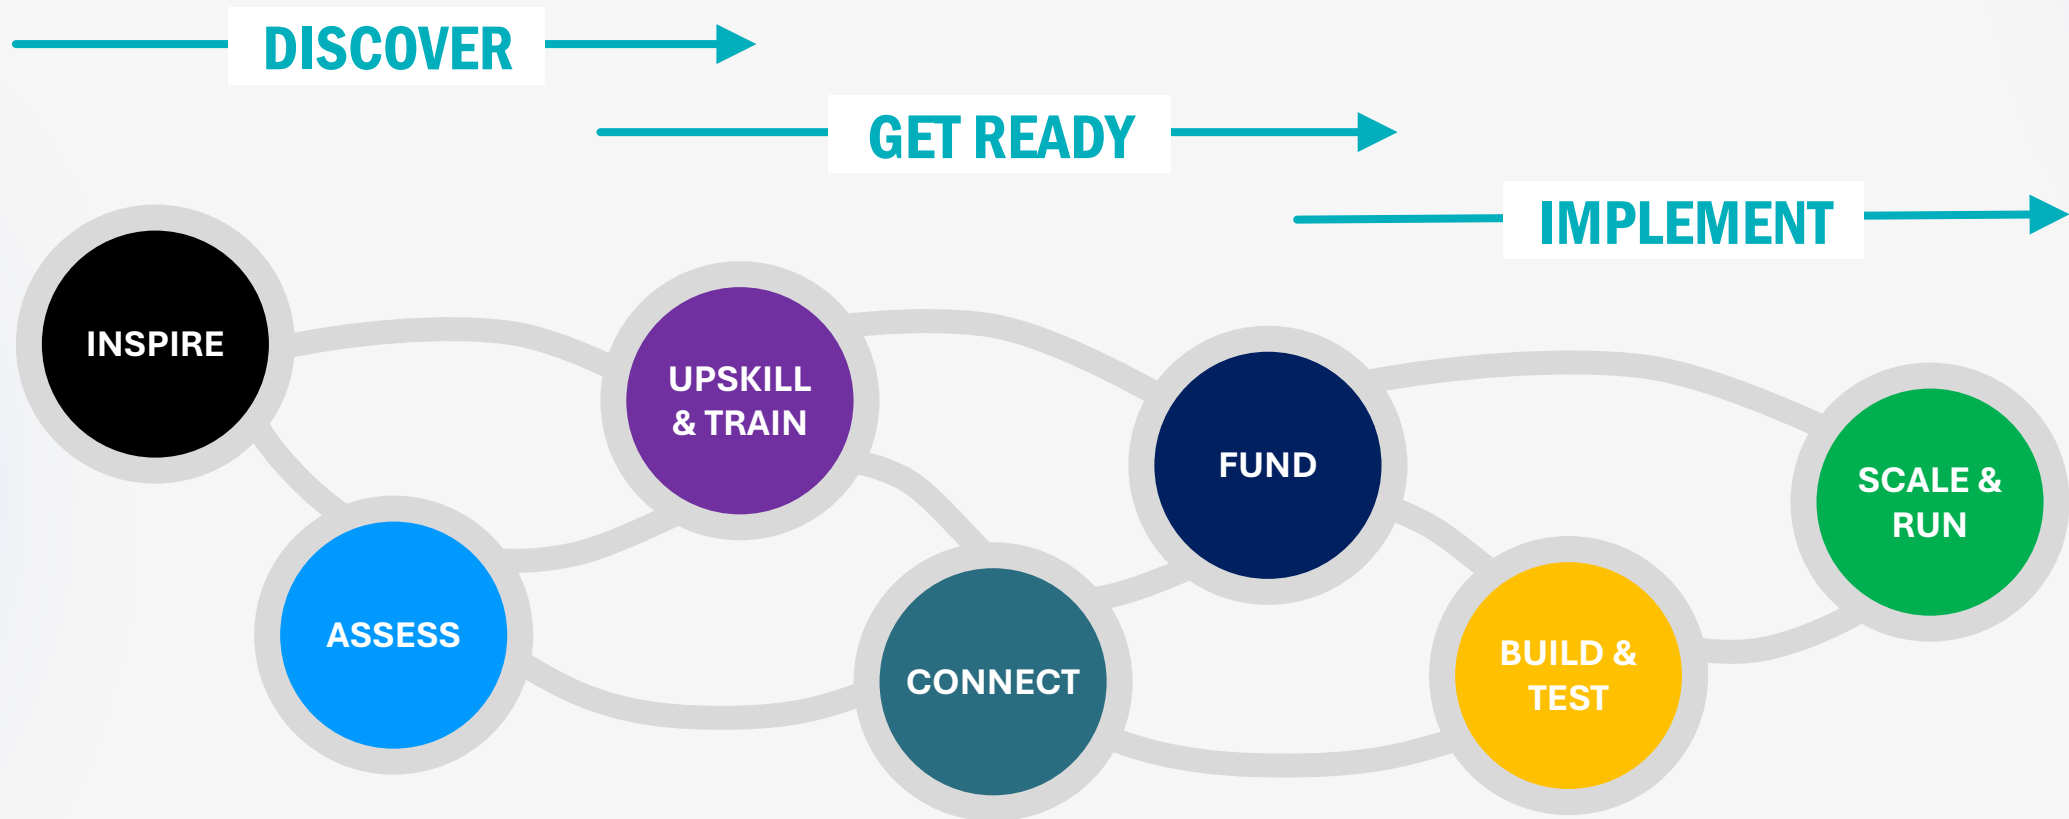 DISCOVER
GET READY
IMPLEMENT
INSPIRE
UPSKILL
& TRAIN
FUND
SCALE &
RUN
ASSESS
CONNECT
BUILD &
TEST